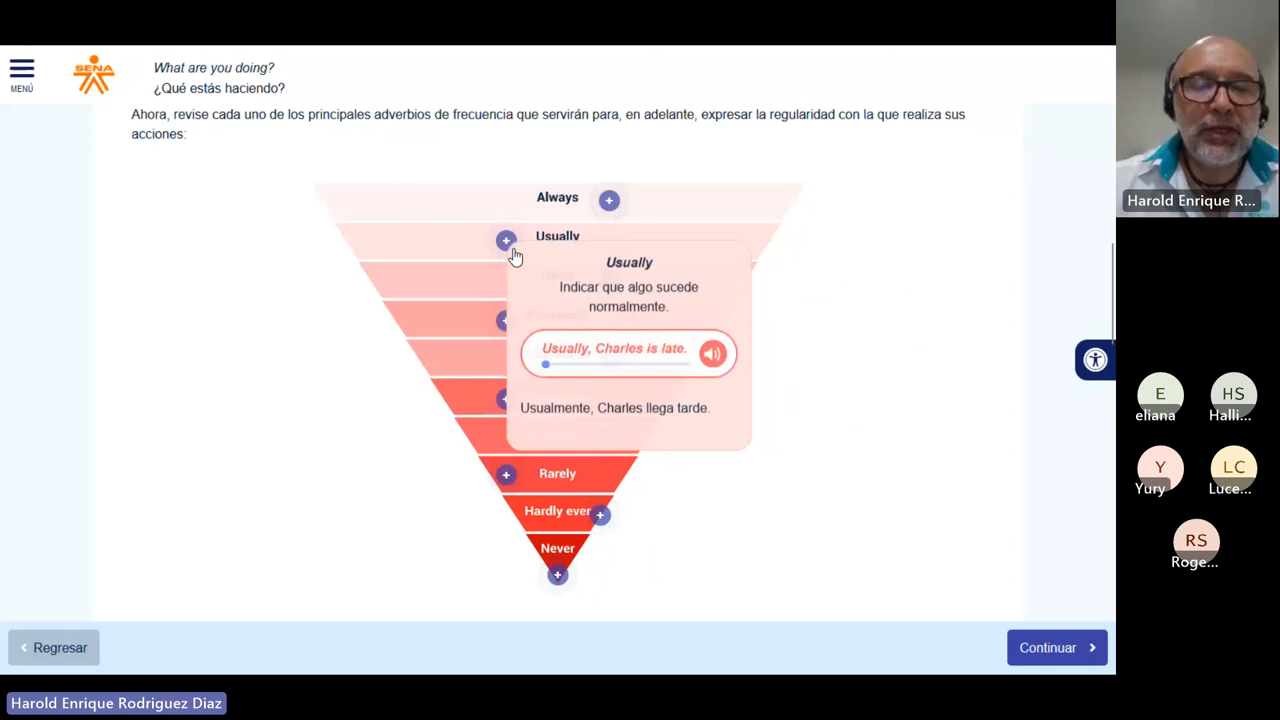 What are you doing?
¿Qué estás haciendo?
SENA
MENÚ
Ahora, revise cada uno de los principales adverbios de frecuencia que servirán para, en adelante, expresar la regularidad con la que realiza sus
acciones:
Always
Usually
Usually
Indicar que algo sucede
normalmente.
Usually, Charles is late.
Usualmente, Charles llega tarde.
Rarely
Hardly ever
Never
Regresar
Continuar
Harold Enrique R...
E
eliana
HS
Halli...
Y
Yury
LC
Luce...
RS
Roge...
Harold Enrique Rodriguez Diaz